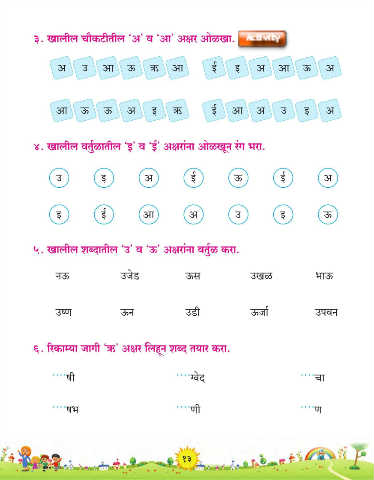 ३. खालील चौकटीतील 'अ' व 'आ' अक्षर ओळखा. Activity
अ उ आ ऊ ऋ आ ई इ अ आ ऊ अ
आ ऊ ऊ अ इ ऋ ई आ अ उ इ अ
४. खालील वर्तुळातील 'इ' व 'ई' अक्षरांना ओळखून रंग भरा.
उ इ अ ई ऊ ई अ
इ ई आ अ उ इ ऊ
५. खालील शब्दातील 'उ' व 'ऊ' अक्षरांना वर्तुळ करा.
नऊ उजेड ऊस उखळ भाऊ
उष्ण ऊन उडी ऊर्जा उपवन
६. रिकाम्या जागी 'ऋ' अक्षर लिहून शब्द तयार करा.
....षी ....ग्वेद ....चा
....षभ ....णी ....ण
१३